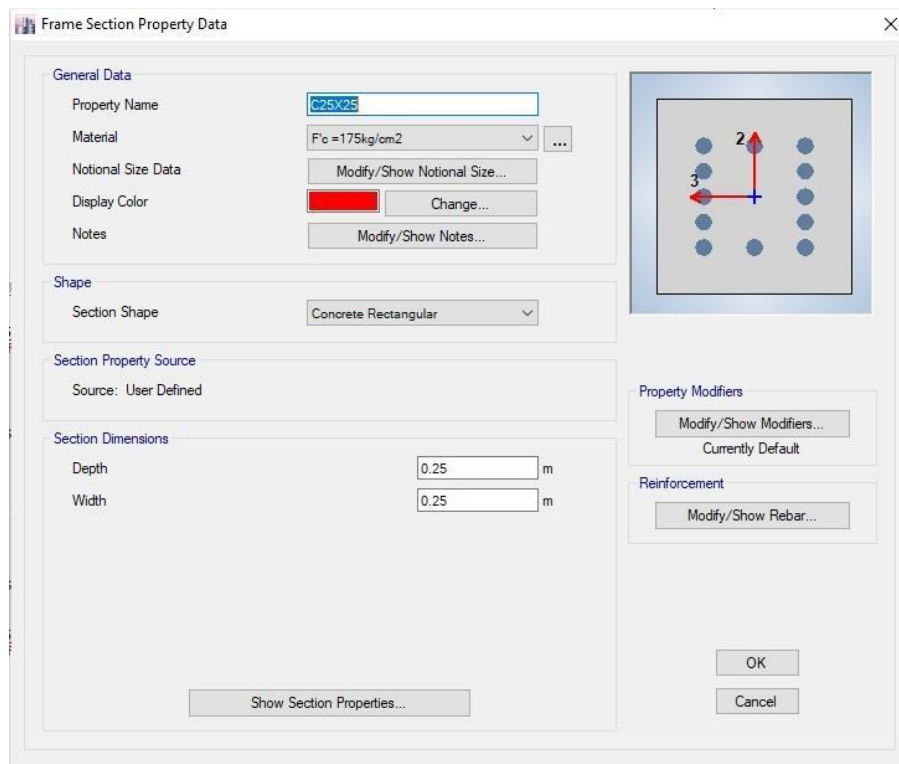 Frame Section Property Data
General Data
Property Name
C25X25
Material
F'c =175kg/cm2
...
Notional Size Data
Modify/Show Notional Size...
Display Color
Change...
Notes
Modify/Show Notes...
Shape
Section Shape
Concrete Rectangular
Section Property Source
Source: User Defined
Section Dimensions
Depth
0.25
m
Width
0.25
m
Show Section Properties...
2
3
Property Modifiers
Modify/Show Modifiers...
Currently Default
Reinforcement
Modify/Show Rebar...
OK
Cancel